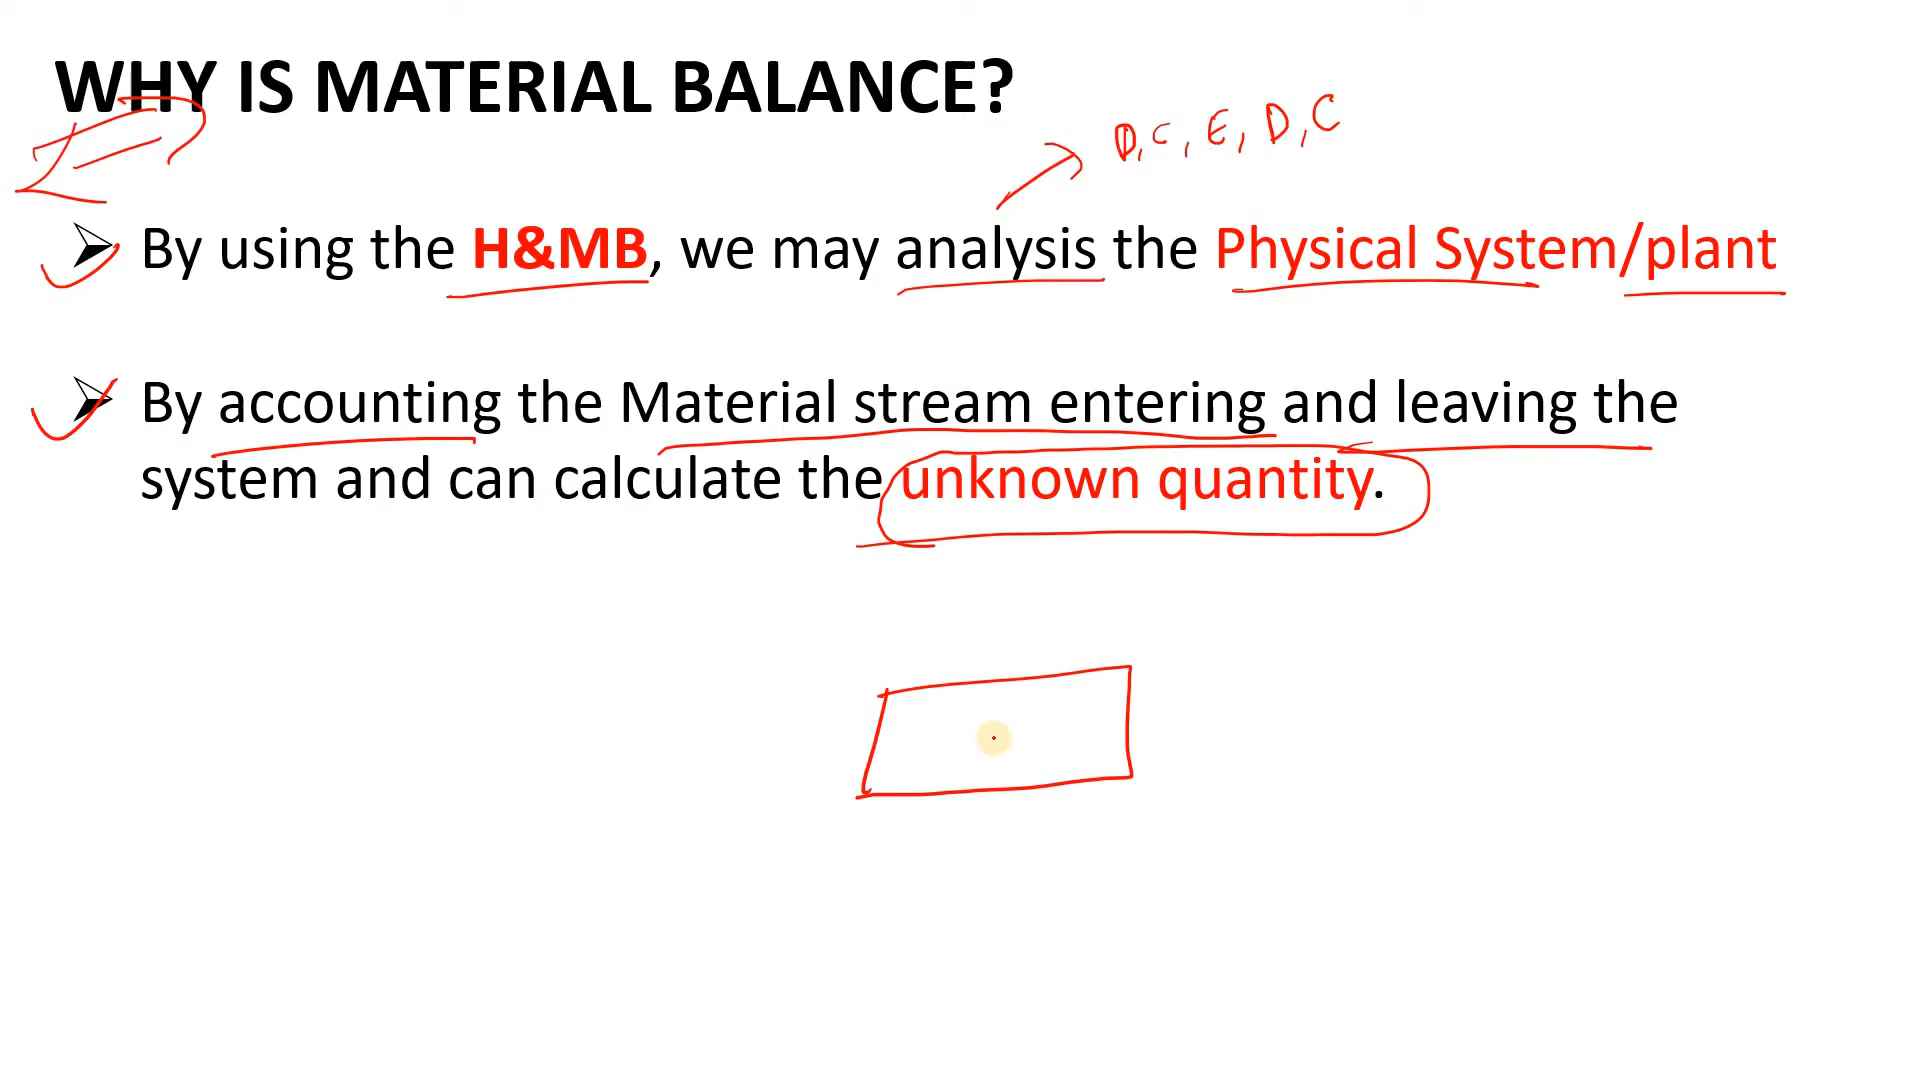 WHY IS MATERIAL BALANCE?
D, C, E, D, C
By using the H&MB, we may analysis the Physical System/plant
By accounting the Material stream entering and leaving the
system and can calculate the unknown quantity.